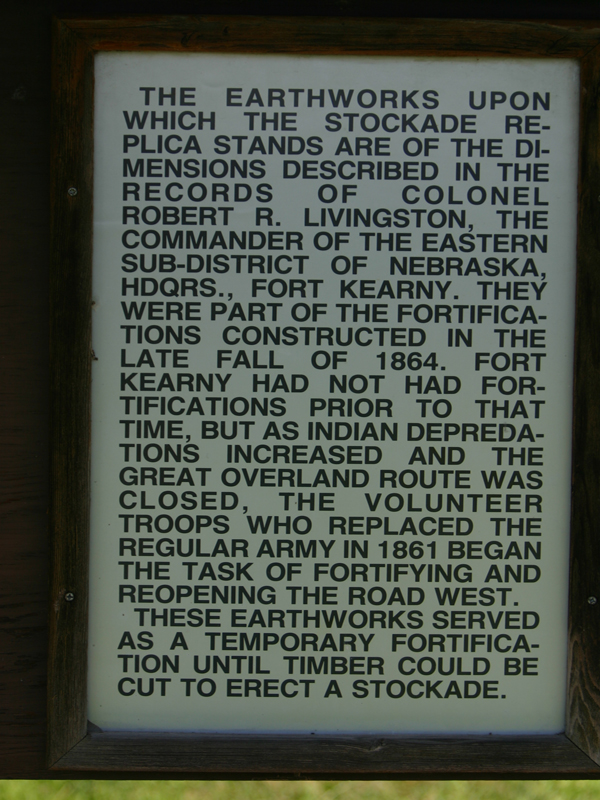 THE EARTHWORKS UPON
WHICH THE STOCKADE RE-
PLICA STANDS ARE OF THE DI-
MENSIONS DESCRIBED IN THE
RECORDS OF COLONEL
ROBERT R. LIVINGSTON, THE
COMMANDER OF THE EASTERN
SUB-DISTRICT OF NEBRASKA,
HDQRS., FORT KEARNY. THEY
WERE PART OF THE FORTIFICA-
TIONS CONSTRUCTED IN THE
LATE FALL OF 1864. FORT
KEARNY HAD NOT HAD FOR-
TIFICATIONS PRIOR TO THAT
TIME, BUT AS INDIAN DEPREDA-
TIONS INCREASED AND THE
GREAT OVERLAND ROUTE WAS
CLOSED, THE VOLUNTEER
TROOPS WHO REPLACED THE
REGULAR ARMY IN 1861 BEGAN
THE TASK OF FORTIFYING AND
REOPENING THE ROAD WEST.
THESE EARTHWORKS SERVED
AS A TEMPORARY FORTIFICA-
TION UNTIL TIMBER COULD BE
CUT TO ERECT A STOCKADE.